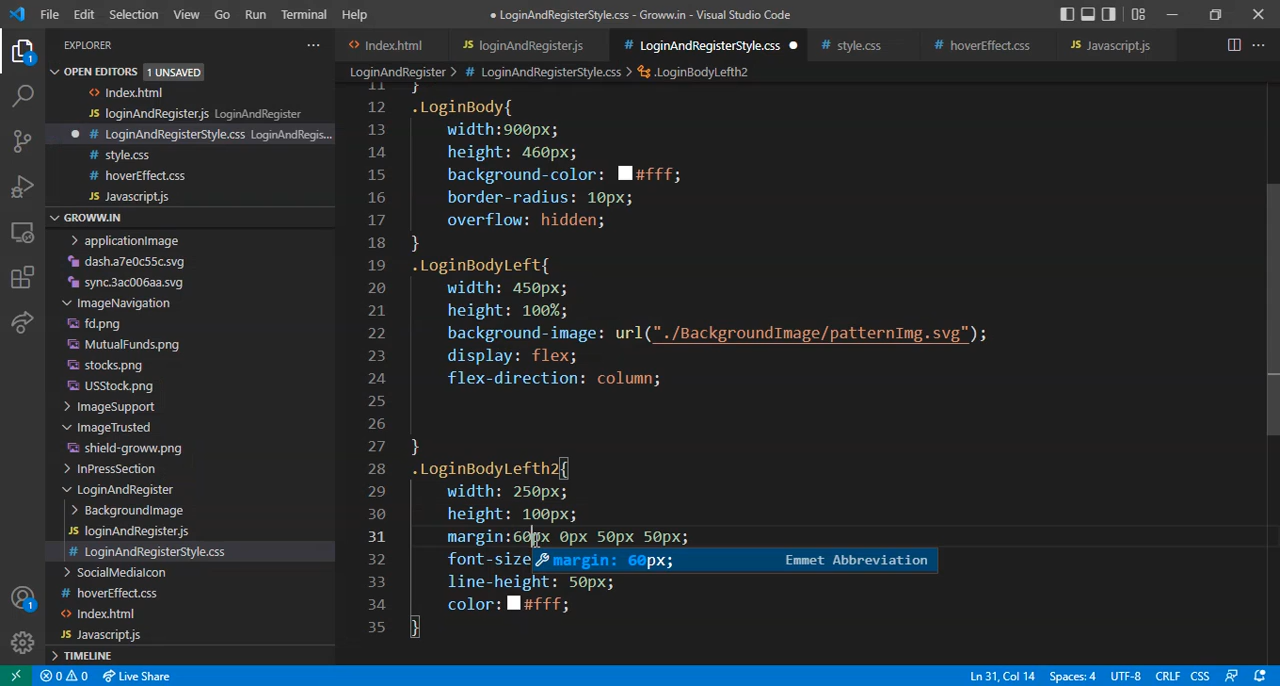 File Edit Selection View Go Run Terminal Help
● LoginAndRegisterStyle.css - Groww.in - Visual Studio Code
EXPLORER
Index.html loginAndRegister.js LoginAndRegisterStyle.css style.css hoverEffect.css Javascript.js
OPEN EDITORS 1 UNSAVED
LoginAndRegister > LoginAndRegisterStyle.css > .LoginBodyLefth2
Index.html
loginAndRegister.js LoginAndRegister
LoginAndRegisterStyle.css LoginAndRegis...
style.css
hoverEffect.css
Javascript.js
GROWW.IN
applicationImage
dash.a7e0c55c.svg
sync.3ac006aa.svg
ImageNavigation
fd.png
MutualFunds.png
stocks.png
USStock.png
ImageSupport
ImageTrusted
shield-groww.png
InPressSection
LoginAndRegister
BackgroundImage
loginAndRegister.js
LoginAndRegisterStyle.css
SocialMediaIcon
hoverEffect.css
Index.html
Javascript.js
TIMELINE
11 }
12 .LoginBody{
13 width:900px;
14 height: 460px;
15 background-color: #fff;
16 border-radius: 10px;
17 overflow: hidden;
18 }
19 .LoginBodyLeft{
20 width: 450px;
21 height: 100%;
22 background-image: url("./BackgroundImage/patternImg.svg");
23 display: flex;
24 flex-direction: column;
25
26
27 }
28 .LoginBodyLefth2{
29 width: 250px;
30 height: 100px;
31 margin:60px 0px 50px 50px;
32 font-size
margin: 60px; Emmet Abbreviation
33 line-height: 50px;
34 color: #fff;
35 }
0 0 Live Share
Ln 31, Col 14 Spaces: 4 UTF-8 CRLF CSS